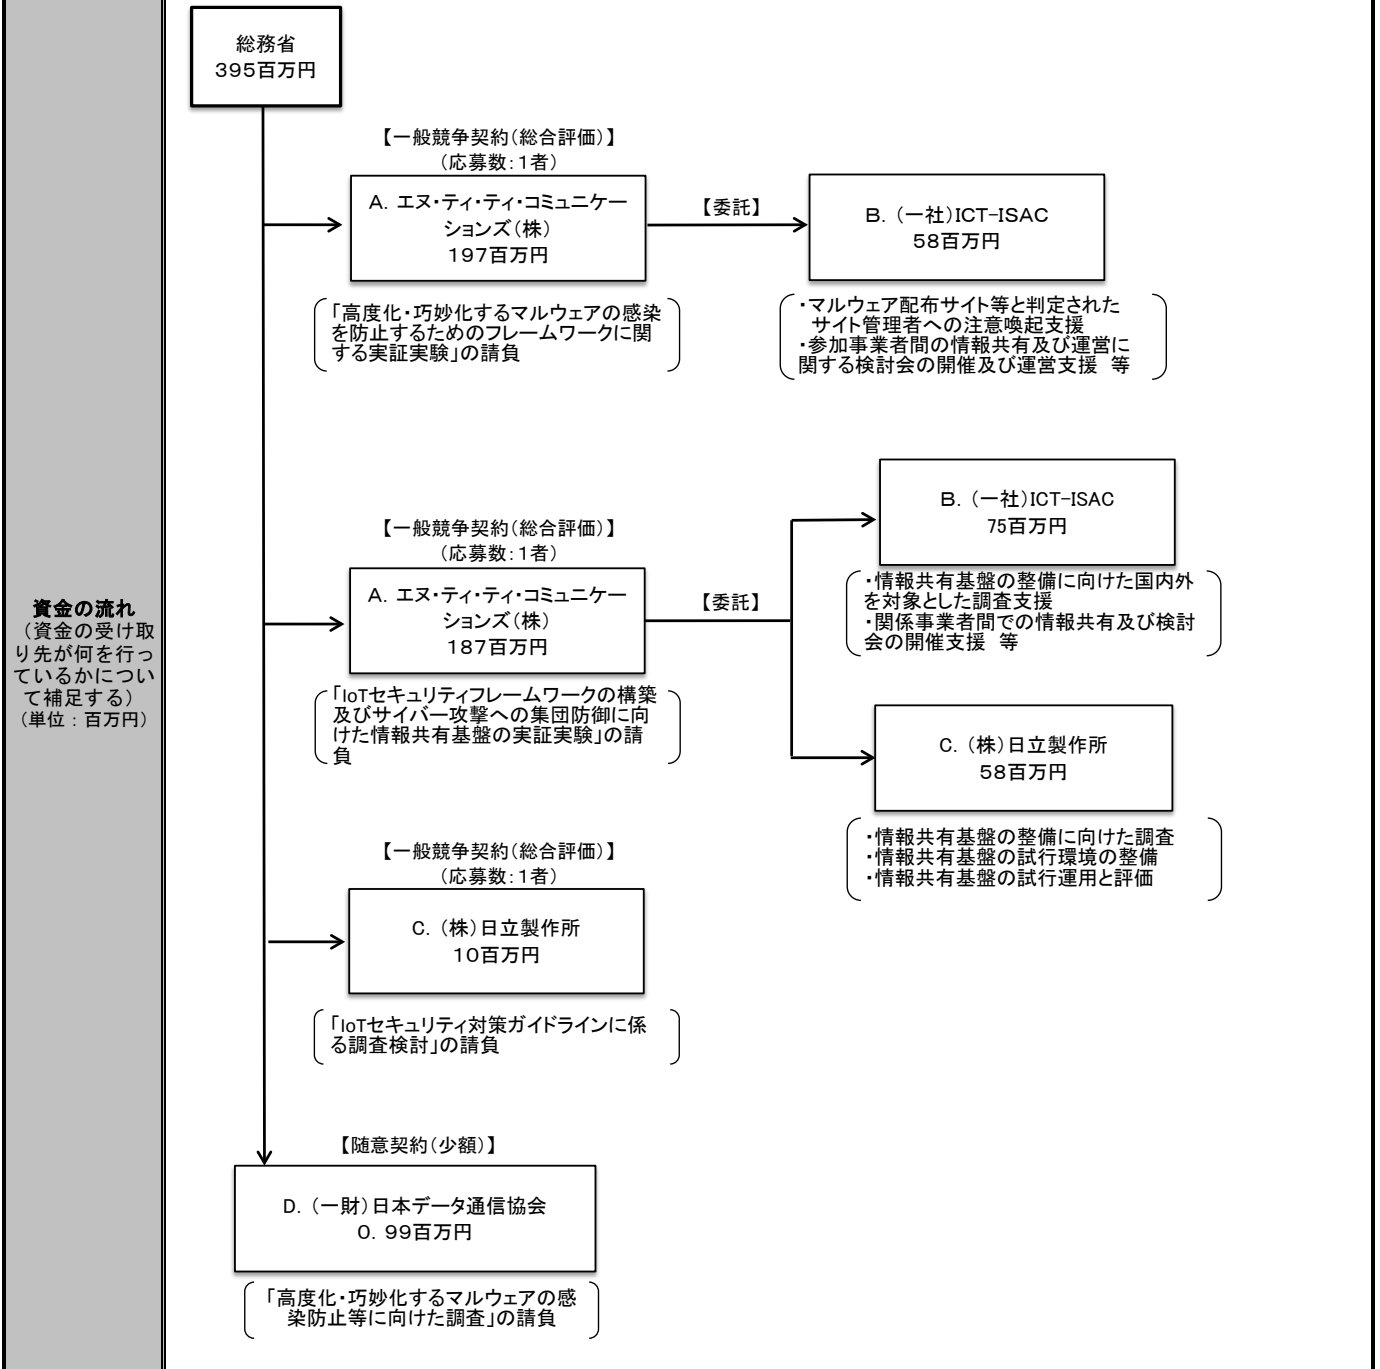 総務省
395百万円
【一般競争契約(総合評価)】
(応募数:1者)
A. エヌ・ティ・ティ・コミュニケー
ションズ(株)
197百万円
【委託】
B. (一社)ICT-ISAC
58百万円
「高度化・巧妙化するマルウェアの感染
を防止するためのフレームワークに関
する実証実験」の請負
・マルウェア配布サイト等と判定された
サイト管理者への注意喚起支援
・参加事業者間の情報共有及び運営に
関する検討会の開催及び運営支援 等
【一般競争契約(総合評価)】
(応募数:1者)
A. エヌ・ティ・ティ・コミュニケー
ションズ(株)
187百万円
【委託】
B. (一社)ICT-ISAC
75百万円
・情報共有基盤の整備に向けた国内外
を対象とした調査支援
・関係事業者間での情報共有及び検討
会の開催支援 等
「IoTセキュリティフレームワークの構築
及びサイバー攻撃への集団防御に向
けた情報共有基盤の実証実験」の請
負
C. (株)日立製作所
58百万円
・情報共有基盤の整備に向けた調査
・情報共有基盤の試行環境の整備
・情報共有基盤の試行運用と評価
資金の流れ
(資金の受け取
り先が何を行っ
ているかについ
て補足する)
(単位:百万円)
【一般競争契約(総合評価)】
(応募数:1者)
C. (株)日立製作所
10百万円
「IoTセキュリティ対策ガイドラインに係
る調査検討」の請負
【随意契約(少額)】
D. (一財)日本データ通信協会
0. 99百万円
「高度化・巧妙化するマルウェアの感
染防止等に向けた調査」の請負